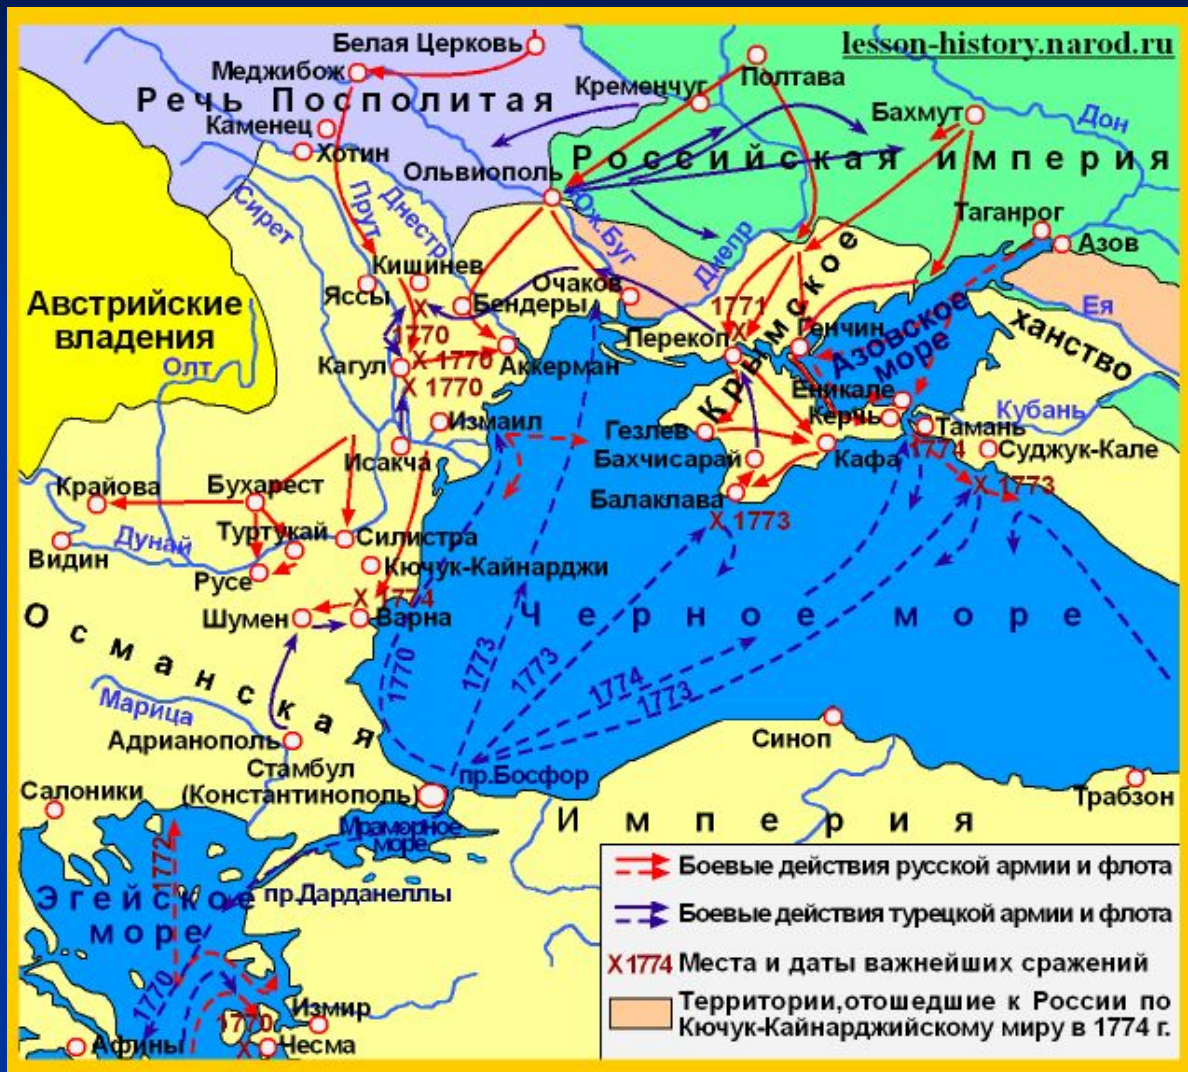 lesson-history.narod.ru
Белая Церковь
Полтава
Меджибож
Кременчуг
Речь Посполитая
Бахмут
Дон
Каменец
Хотин
Российская империя
Ольвиополь
Сирет
Прут
Днестр
Юж.Буг
Таганрог
Азов
Днепр
Кишинев
Яссы
Бендеры
Очаков
Ея
Австрийские
владения
1771
X
Перекоп
Генчин
Крымское
ханство
Азовское
море
X
1770
X 1770
X 1770
Кагул
Аккерман
Олт
Еникале
Керчь
Кубань
Тамань
1774
Измаил
Гезлев
Исакча
Бахчисарай
Кафа
Суджук-Кале
X 1773
Крайова
Бухарест
Балаклава
X 1773
Туртукай
Силистра
Дунай
Видин
Русе
Кючук-Кайнарджи
X 1774
Шумен
Варна
Черное море
Османская
Империя
1770
1773
1773
1774
1773
Марица
Адрианополь
Синоп
Стамбул
(Константинополь)
пр.Босфор
Трабзон
Салоники
Мраморное
море
1772
Эгейское
море
пр.Дарданеллы
1770
Измир
1770
X
Афины
Чесма
Боевые действия русской армии и флота
Боевые действия турецкой армии и флота
X 1774 Места и даты важнейших сражений
Территории,отошедшие к России по
Кючук-Кайнарджийскому миру в 1774 г.